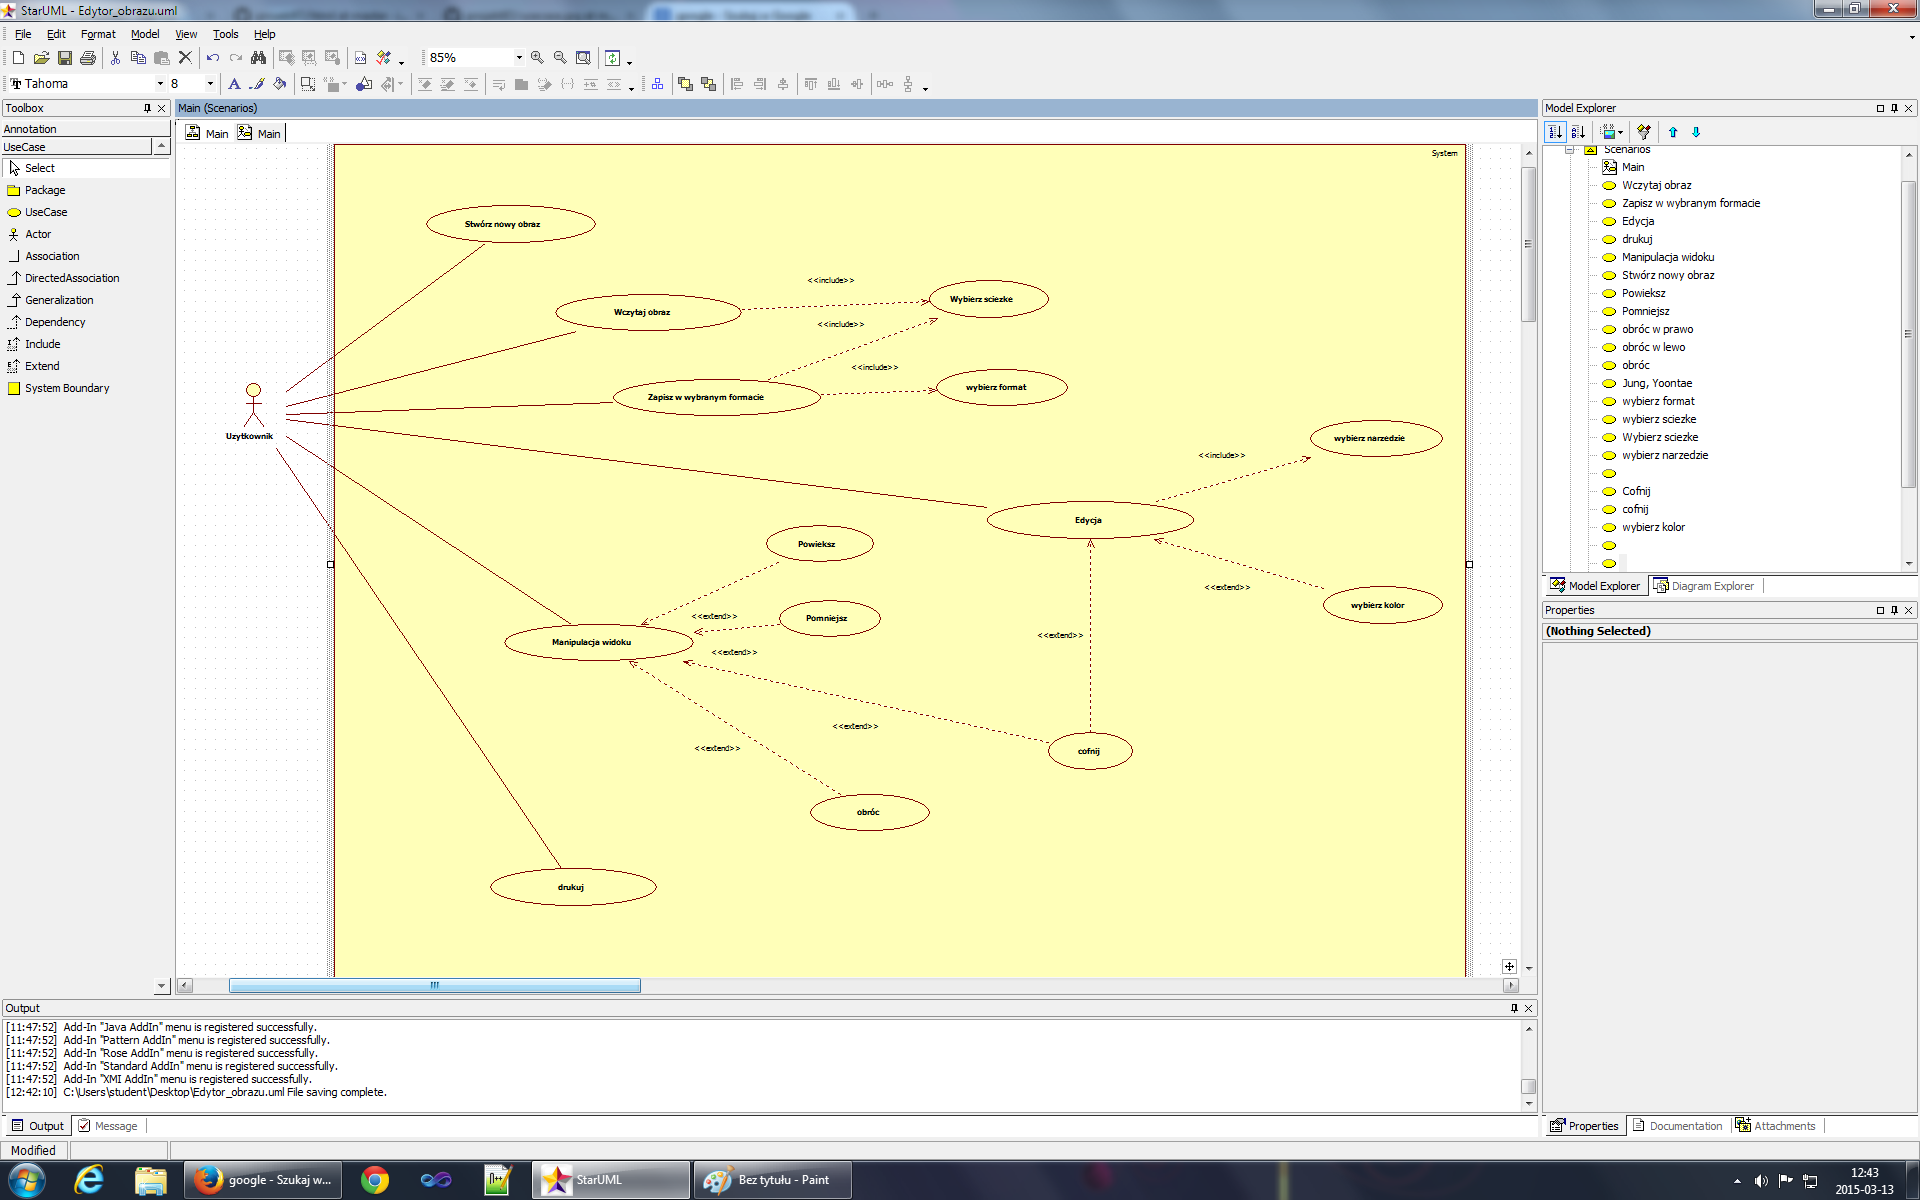 StarUML - Edytor_obrazu.uml
File Edit Format Model View Tools Help
85%
Tahoma 8
Toolbox
Annotation
UseCase
Select
Package
UseCase
Actor
Association
DirectedAssociation
Generalization
Dependency
Include
Extend
System Boundary
Main (Scenarios)
Main Main
System
Stwórz nowy obraz
<<include>>
Wybierz sciezke
Wczytaj obraz
<<include>>
<<include>>
wybierz format
Zapisz w wybranym formacie
Uzytkownik
wybierz narzedzie
<<include>>
Edycja
Powieksz
<<extend>>
wybierz kolor
<<extend>>
Pomniejsz
<<extend>>
Manipulacja widoku
<<extend>>
<<extend>>
<<extend>>
cofnij
obróc
drukuj
Model Explorer
Scenarios
Main
Wczytaj obraz
Zapisz w wybranym formacie
Edycja
drukuj
Manipulacja widoku
Stwórz nowy obraz
Powieksz
Pomniejsz
obróc w prawo
obróc w lewo
obróc
Jung, Yoontae
wybierz format
wybierz sciezke
Wybierz sciezke
wybierz narzedzie
Cofnij
cofnij
wybierz kolor
Model Explorer Diagram Explorer
Properties
(Nothing Selected)
Properties Documentation Attachments
Output
[11:47:52] Add-In "Java AddIn" menu is registered successfully.
[11:47:52] Add-In "Pattern AddIn" menu is registered successfully.
[11:47:52] Add-In "Rose AddIn" menu is registered successfully.
[11:47:52] Add-In "Standard AddIn" menu is registered successfully.
[11:47:52] Add-In "XMI AddIn" menu is registered successfully.
[12:42:10] C:\Users\student\Desktop\Edytor_obrazu.uml File saving complete.
Output Message
Modified
google - Szukaj w...
StarUML
Bez tytułu - Paint
12:43
2015-03-13